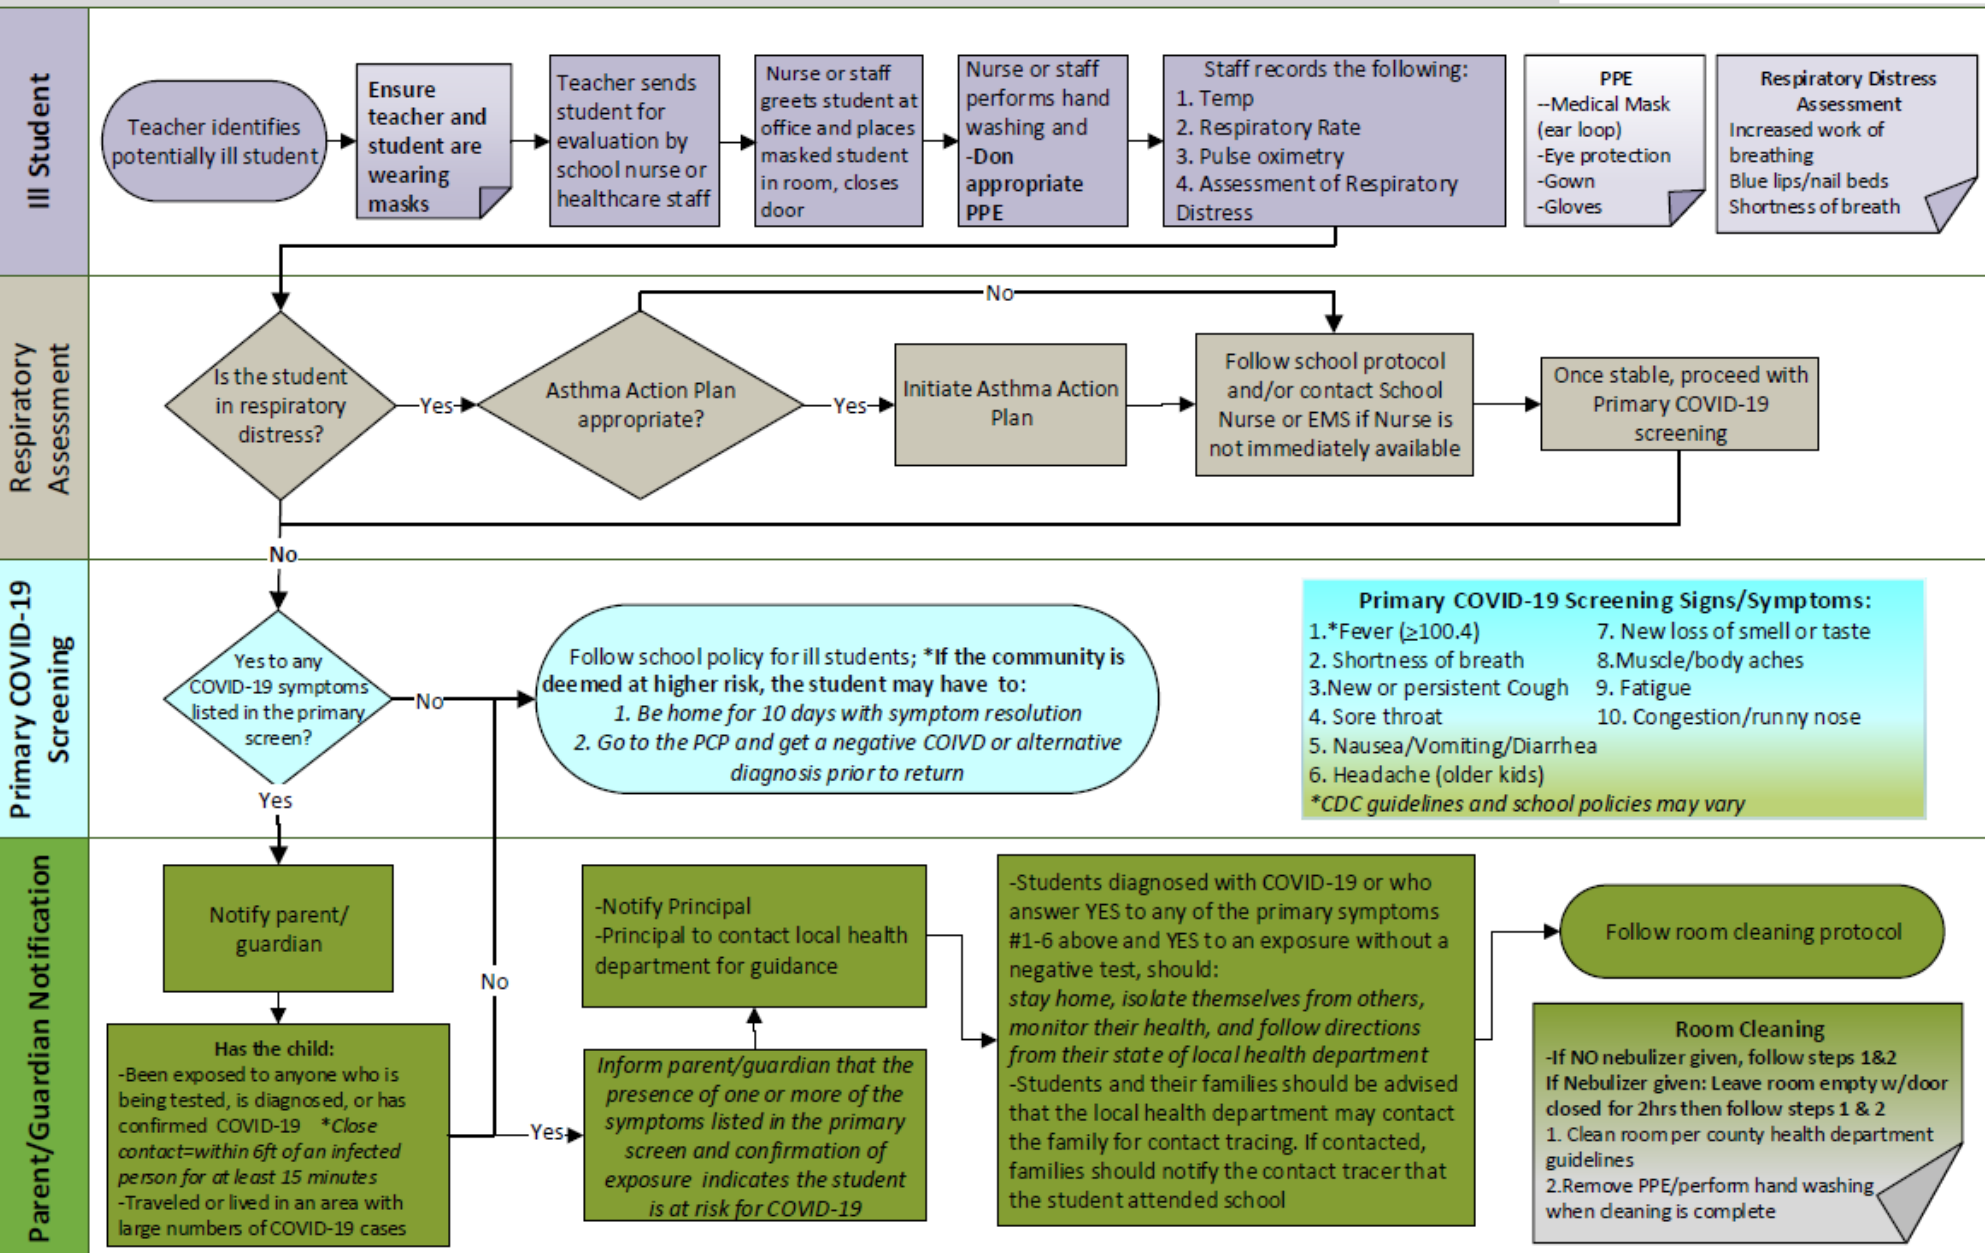 Ill Student
Teacher identifies
potentially ill student
Ensure
teacher and
student are
wearing
masks
Teacher sends
student for
evaluation by
school nurse or
healthcare staff
Nurse or staff
greets student at
office and places
masked student
in room, closes
door
Nurse or staff
performs hand
washing and
-Don
appropriate
PPE
Staff records the following:
1. Temp
2. Respiratory Rate
3. Pulse oximetry
4. Assessment of Respiratory
Distress
PPE
--Medical Mask
(ear loop)
-Eye protection
-Gown
-Gloves
Respiratory Distress
Assessment
Increased work of
breathing
Blue lips/nail beds
Shortness of breath
Respiratory
Assessment
Is the student
in respiratory
distress?
Yes
Asthma Action Plan
appropriate?
No
Yes
Initiate Asthma Action
Plan
Follow school protocol
and/or contact School
Nurse or EMS if Nurse is
not immediately available
Once stable, proceed with
Primary COVID-19
screening
No
Primary COVID-19
Screening
Yes to any
COVID-19 symptoms
listed in the primary
screen?
No
Yes
Follow school policy for ill students; *If the community is
deemed at higher risk, the student may have to:
1. Be home for 10 days with symptom resolution
2. Go to the PCP and get a negative COIVD or alternative
diagnosis prior to return
Primary COVID-19 Screening Signs/Symptoms:
1.*Fever (≥100.4)
2. Shortness of breath
3.New or persistent Cough
4. Sore throat
5. Nausea/Vomiting/Diarrhea
6. Headache (older kids)
7. New loss of smell or taste
8.Muscle/body aches
9. Fatigue
10. Congestion/runny nose
*CDC guidelines and school policies may vary
Parent/Guardian Notification
Notify parent/
guardian
Has the child:
-Been exposed to anyone who is
being tested, is diagnosed, or has
confirmed COVID-19 *Close
contact=within 6ft of an infected
person for at least 15 minutes
-Traveled or lived in an area with
large numbers of COVID-19 cases
No
Yes
Inform parent/guardian that the
presence of one or more of the
symptoms listed in the primary
screen and confirmation of
exposure indicates the student
is at risk for COVID-19
-Notify Principal
-Principal to contact local health
department for guidance
-Students diagnosed with COVID-19 or who
answer YES to any of the primary symptoms
#1-6 above and YES to an exposure without a
negative test, should:
stay home, isolate themselves from others,
monitor their health, and follow directions
from their state of local health department
-Students and their families should be advised
that the local health department may contact
the family for contact tracing. If contacted,
families should notify the contact tracer that
the student attended school
Follow room cleaning protocol
Room Cleaning
-If NO nebulizer given, follow steps 1&2
If Nebulizer given: Leave room empty w/door
closed for 2hrs then follow steps 1 & 2
1. Clean room per county health department
guidelines
2.Remove PPE/perform hand washing
when cleaning is complete